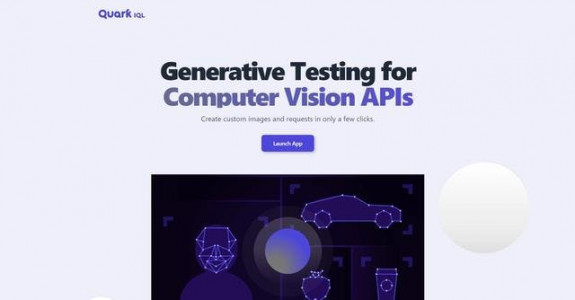 Quark IQL
Generative Testing for
Computer Vision APIs
Create custom images and requests in only a few clicks.
Launch App